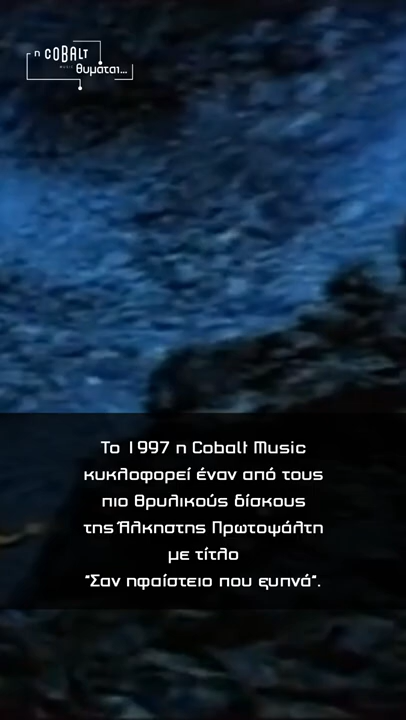 η COBALT
MUSIC
θυμάται...
Το 1997 η Cobalt Music
κυκλοφορεί έναν από τους
πιο θρυλικούς δίσκους
της Άλκηστης Πρωτοψάλτη
με τίτλο
"Σαν ηφαίστειο που ξυπνά".